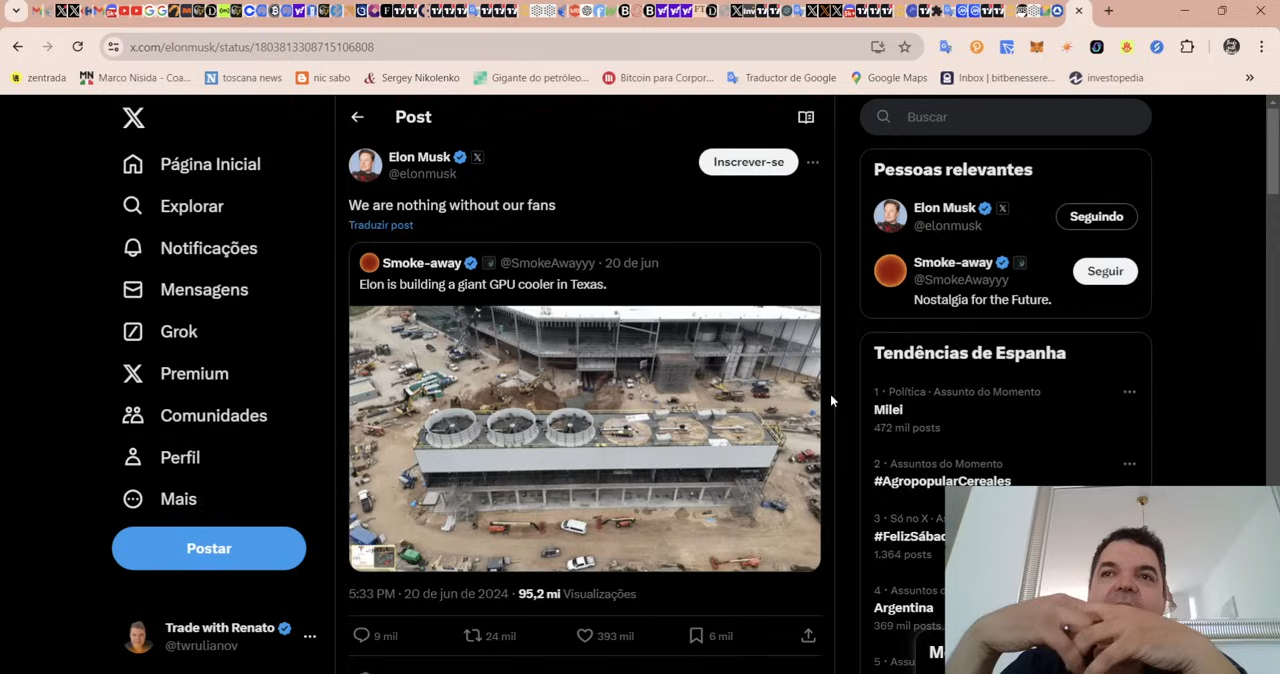 x.com/elonmusk/status/1803813308715106808
zentrada
Marco Nisida - Coa...
toscana news
nic sabo
Sergey Nikolenko
Gigante do petróleo...
Bitcoin para Corpor...
Traductor de Google
Google Maps
Inbox | bitbenessere...
investopedia
»
Página Inicial
Explorar
Notificações
Mensagens
Grok
Premium
Comunidades
Perfil
Mais
Postar
Trade with Renato
@twrulianov
Post
Elon Musk
@elonmusk
Inscrever-se
We are nothing without our fans
Traduzir post
Smoke-away @SmokeAwayyy · 20 de jun
Elon is building a giant GPU cooler in Texas.
5:33 PM · 20 de jun de 2024 · 95,2 mi Visualizações
9 mil 24 mil 393 mil 6 mil
Buscar
Pessoas relevantes
Elon Musk
@elonmusk
Seguindo
Smoke-away
@SmokeAwayyy
Seguir
Nostalgia for the Future.
Tendências de Espanha
1 · Política · Assunto do Momento
Milei
472 mil posts
2 · Assuntos do Momento
#AgropopularCereales
3 · Só no X · As
#FelizSábad
1.364 posts
4 · Assuntos
Argentina
369 mil posts
5 · Assu